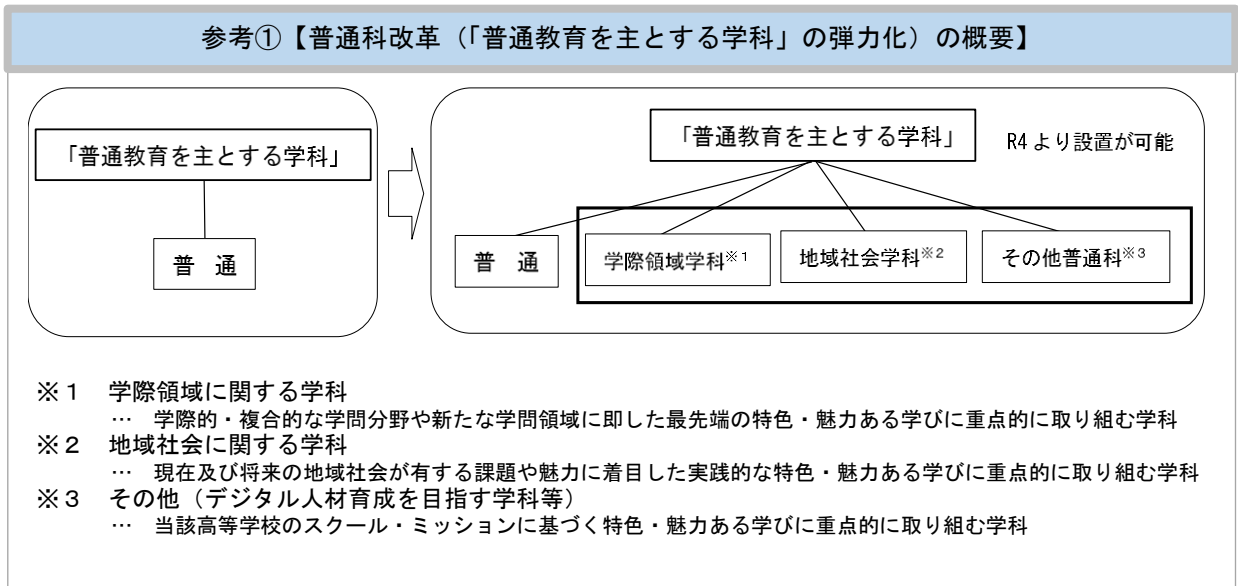 参考①【普通科改革（「普通教育を主とする学科」の弾力化）の概要】
「普通教育を主とする学科」
普　通
「普通教育を主とする学科」
R4 より設置が可能
普　通
学際領域学科※1
地域社会学科※2
その他普通科※3
※１　学際領域に関する学科
…　学際的・複合的な学問分野や新たな学問領域に即した最先端の特色・魅力ある学びに重点的に取り組む学科
※２　地域社会に関する学科
…　現在及び将来の地域社会が有する課題や魅力に着目した実践的な特色・魅力ある学びに重点的に取り組む学科
※３　その他（デジタル人材育成を目指す学科等）
…　当該高等学校のスクール・ミッションに基づく特色・魅力ある学びに重点的に取り組む学科